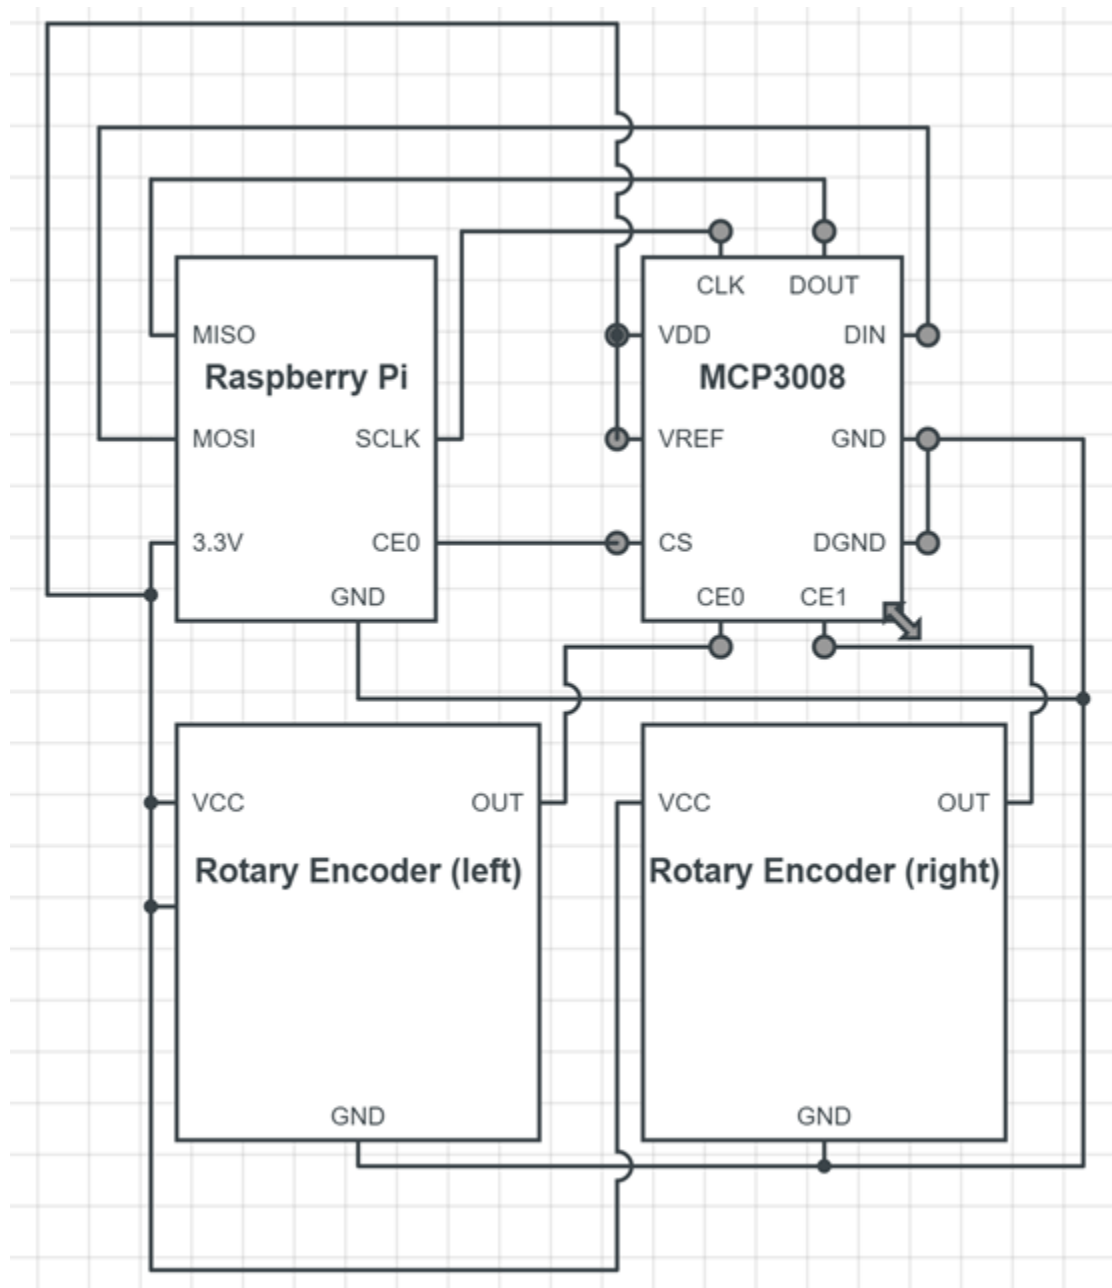 CLK
DOUT
MISO
VDD
DIN
Raspberry Pi
MCP3008
MOSI
SCLK
VREF
GND
3.3V
CE0
CS
DGND
GND
CE0
CE1
VCC
OUT
VCC
OUT
Rotary Encoder (left)
Rotary Encoder (right)
GND
GND